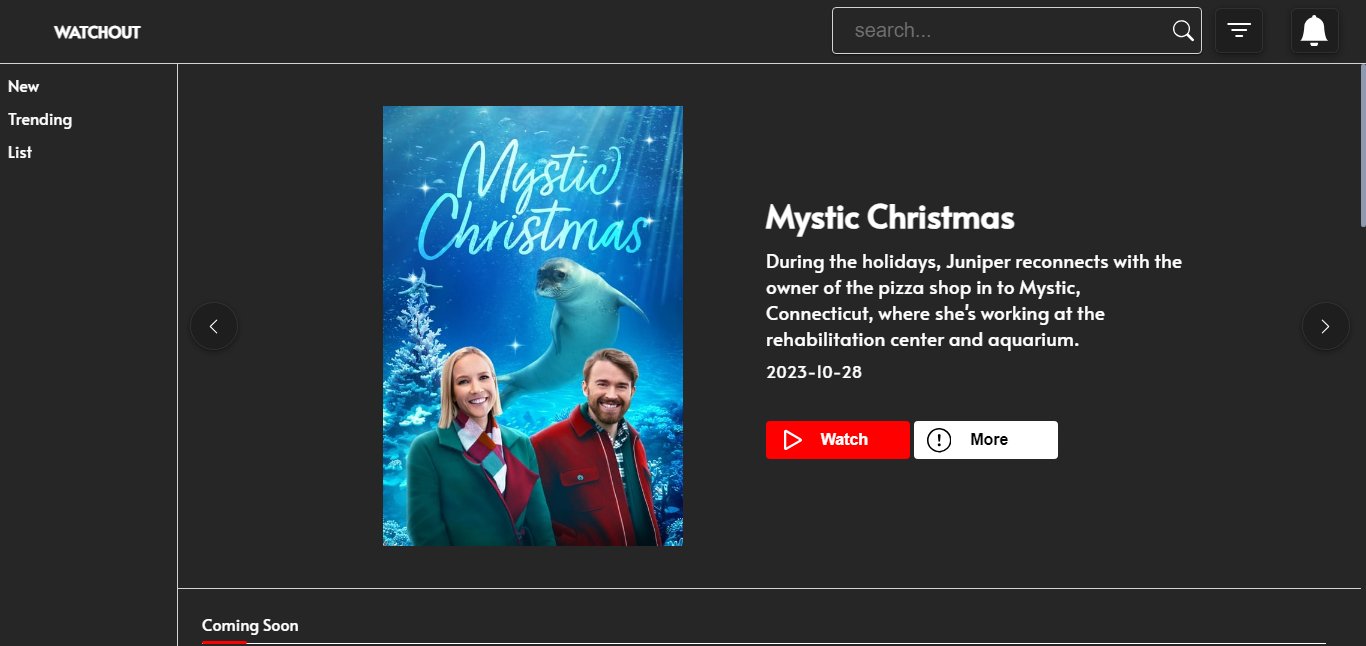 WATCHOUT
search...
New
Trending
List
Mystic
Christmas
Mystic Christmas
During the holidays, Juniper reconnects with the
owner of the pizza shop in to Mystic,
Connecticut, where she's working at the
rehabilitation center and aquarium.
2023-10-28
Watch
More
Coming Soon